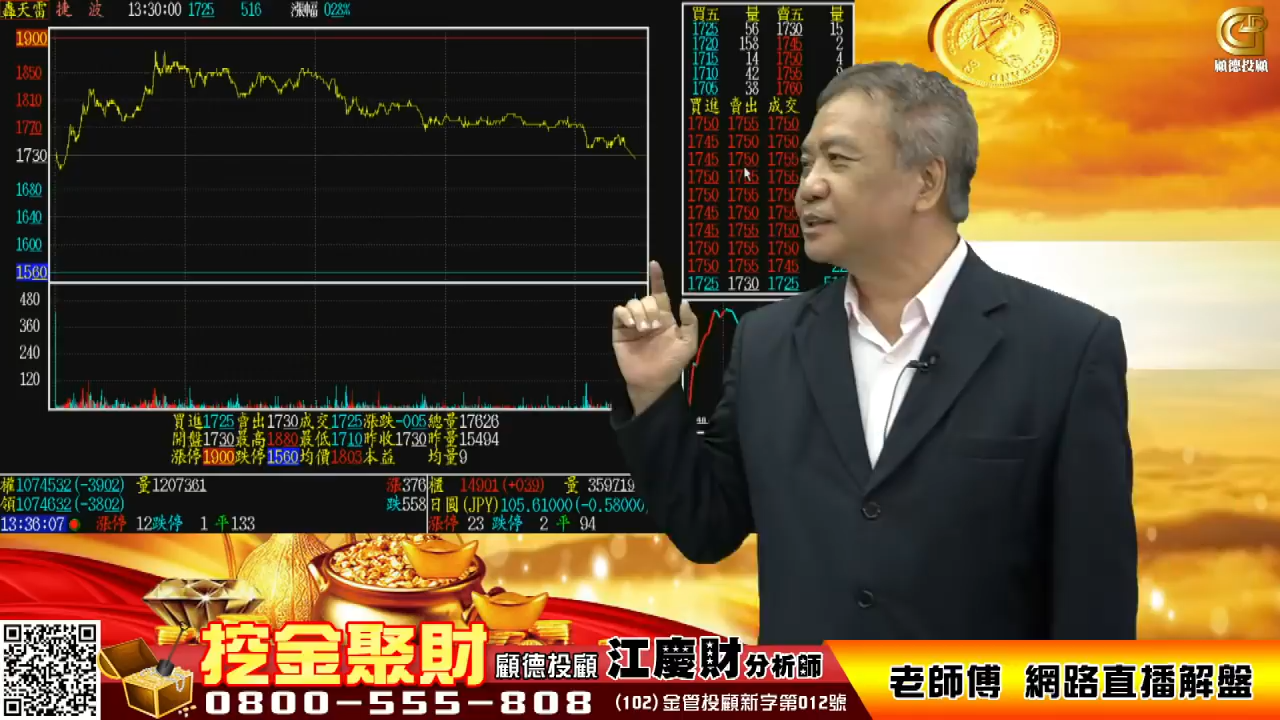 轟天雷 捷 波 13:30:00 1725 516 漲幅 028%
1900
1850
1810
1770
1730
1680
1640
1600
1560
480
360
240
120
買五 量 賣五 量
1725 56 1730 15
1720 158 1745 2
1715 14 1750 4
1710 42 1755
1705 38 1760
買進 賣出 成交
1750 1755 1750
1745 1750 1750
1745 1750 1755
1750 1755 1755
1750 1755 1750
1745 1750 1750
1745 1755 1750
1750 1755 1750
1750 1755 1745
1725 1730 1725
買進1725賣出1730成交1725漲跌-005總量17626
開盤1730最高1880最低1710昨收1730昨量15494
漲停1900跌停1560均價1803本益 均量9
權1074532(-3902) 量1207361 漲376
領1074632(-3802) 跌558
13:36:07 漲停 12跌停 1 平133
櫃 14901(+039) 量 359719
日圓(JPY)105.61000(-0.58000)
漲停 23 跌停 2 平 94
顧德投顧
挖金聚財
顧德投顧 江慶財分析師
0800-555-808
(102)金管投顧新字第012號
老師傅 網路直播解盤